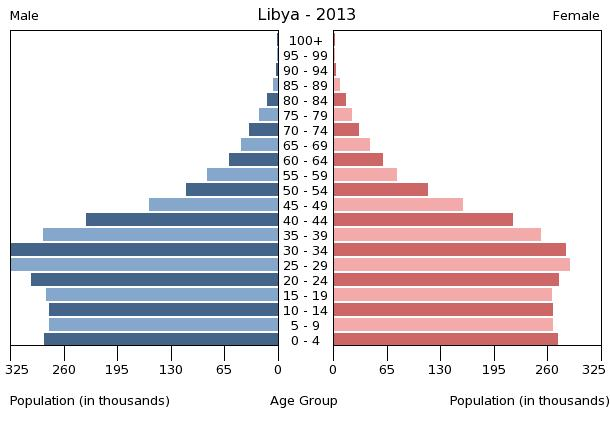 Male Libya - 2013 Female
100+
95 - 99
90 - 94
85 - 89
80 - 84
75 - 79
70 - 74
65 - 69
60 - 64
55 - 59
50 - 54
45 - 49
40 - 44
35 - 39
30 - 34
25 - 29
20 - 24
15 - 19
10 - 14
5 - 9
0 - 4
325 260 195 130 65 0 0 65 130 195 260 325
Population (in thousands) Age Group Population (in thousands)